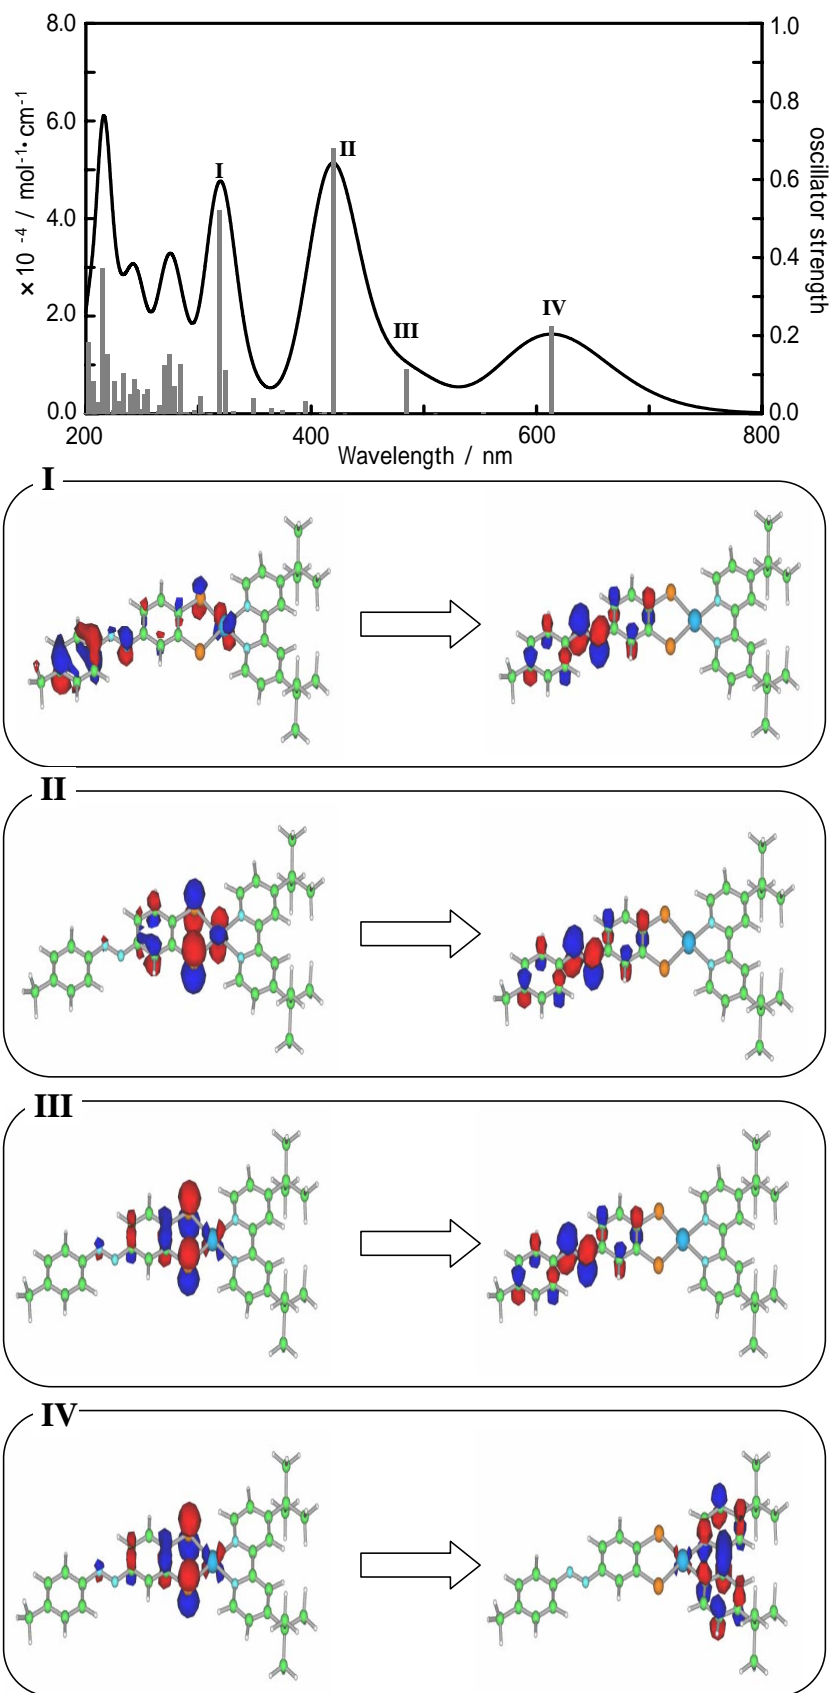 8.0
6.0
4.0
2.0
0.0
×10 -4 / mol-1•cm-1
1.0
0.8
0.6
0.4
0.2
0.0
oscillator strength
I
II
III
IV
200
400
600
800
Wavelength / nm
I
II
III
IV